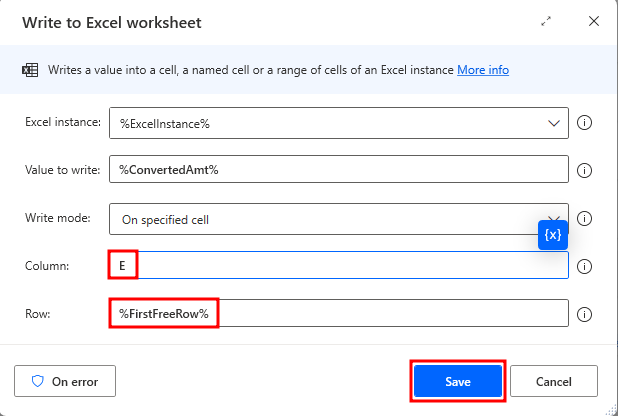 Write to Excel worksheet
Writes a value into a cell, a named cell or a range of cells of an Excel instance More info
Excel instance: %ExcelInstance%
Value to write: %ConvertedAmt%
Write mode: On specified cell
{x}
Column: E
Row: %FirstFreeRow%
On error Save Cancel